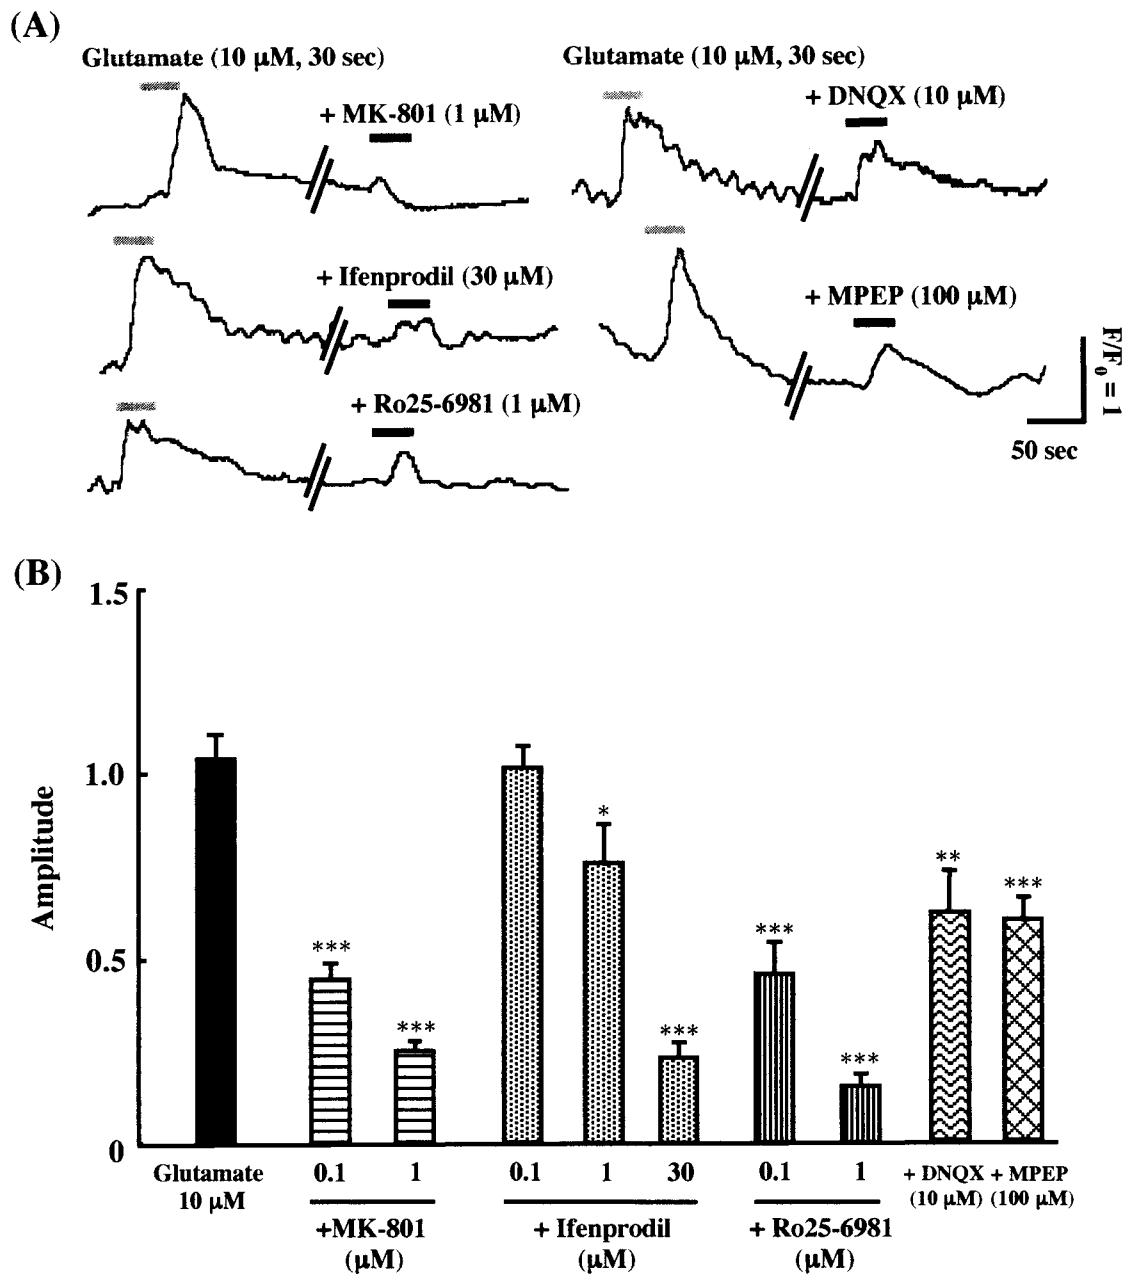 (A)
Glutamate (10 μM, 30 sec)
Glutamate (10 μM, 30 sec)
+ MK-801 (1 μM)
+ DNQX (10 μM)
+ Ifenprodil (30 μM)
+ MPEP (100 μM)
+ Ro25-6981 (1 μM)
F/F0 = 1
50 sec
(B)
1.5
1.0
0.5
0
Amplitude
***
***
*
***
***
***
**
***
Glutamate
10 μM
0.1 1
+MK-801
(μM)
0.1 1 30
+ Ifenprodil
(μM)
0.1 1
+ Ro25-6981
(μM)
+ DNQX
(10 μM)
+ MPEP
(100 μM)